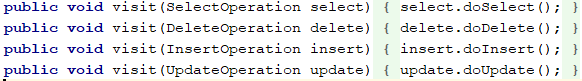 public void visit(SelectOperation select) { select.doSelect(); }
public void visit(DeleteOperation delete) { delete.doDelete(); }
public void visit(InsertOperation insert) { insert.doInsert(); }
public void visit(UpdateOperation update) { update.doUpdate(); }